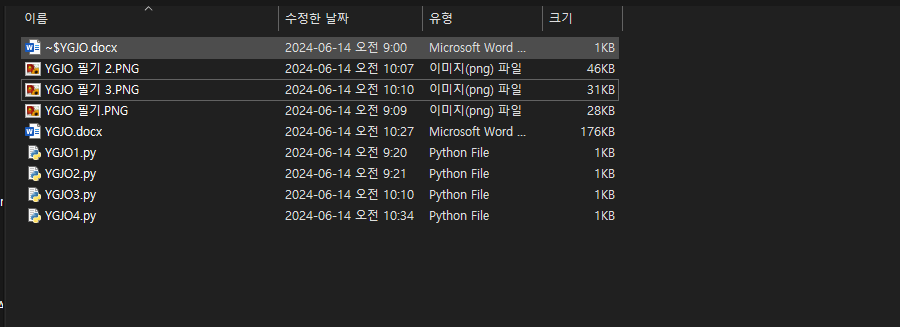 이름 수정한 날짜 유형 크기
~$YGJO.docx 2024-06-14 오전 9:00 Microsoft Word ... 1KB
YGJO 필기 2.PNG 2024-06-14 오전 10:07 이미지(png) 파일 46KB
YGJO 필기 3.PNG 2024-06-14 오전 10:10 이미지(png) 파일 31KB
YGJO 필기.PNG 2024-06-14 오전 9:09 이미지(png) 파일 28KB
YGJO.docx 2024-06-14 오전 10:27 Microsoft Word ... 176KB
YGJO1.py 2024-06-14 오전 9:20 Python File 1KB
YGJO2.py 2024-06-14 오전 9:21 Python File 1KB
YGJO3.py 2024-06-14 오전 10:10 Python File 1KB
YGJO4.py 2024-06-14 오전 10:34 Python File 1KB